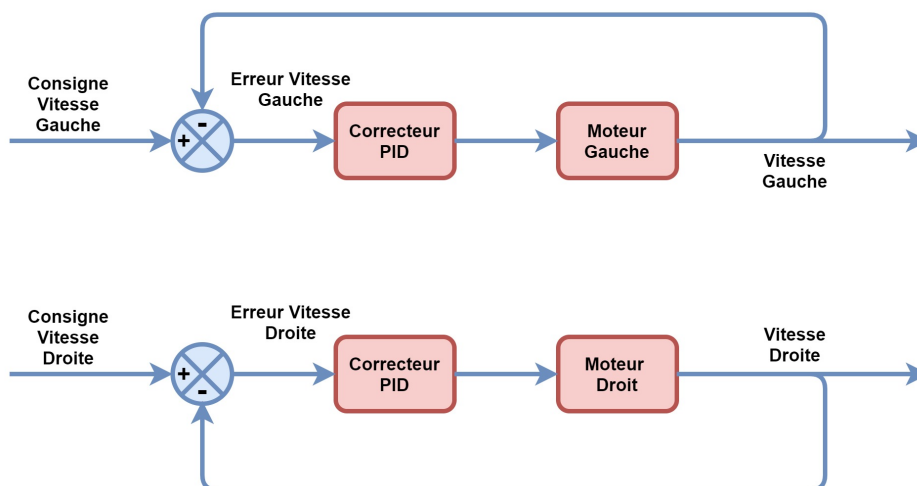 Consigne
Vitesse
Gauche
Erreur Vitesse
Gauche
-
+
Correcteur
PID
Moteur
Gauche
Vitesse
Gauche
Consigne
Vitesse
Droite
Erreur Vitesse
Droite
+
-
Correcteur
PID
Moteur
Droit
Vitesse
Droite